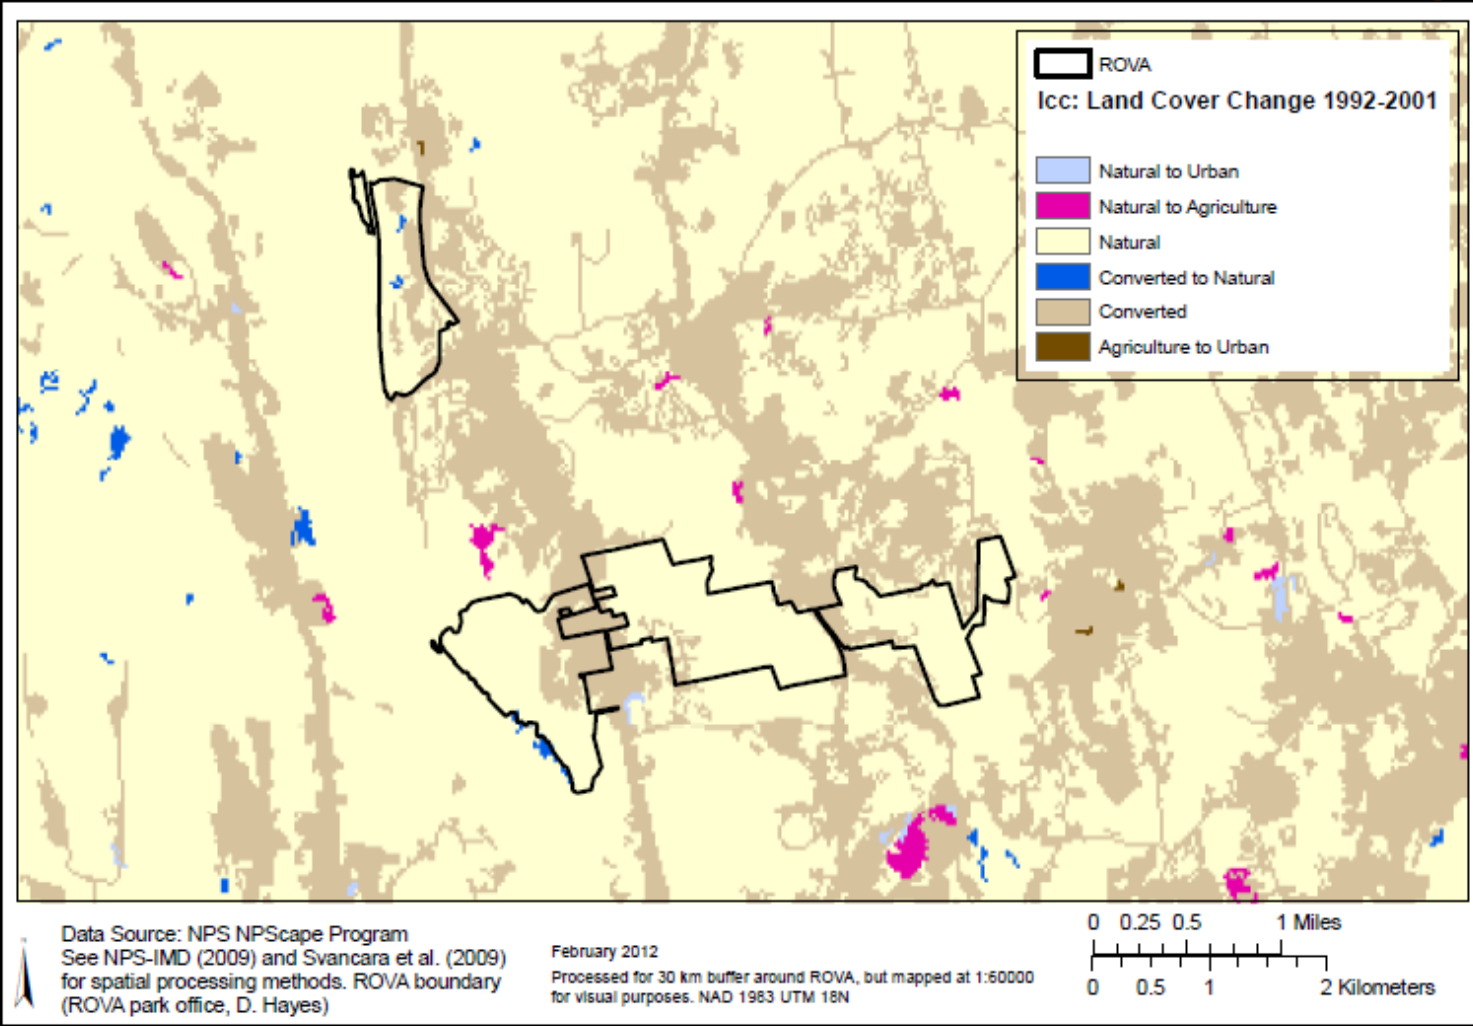 ROVA
lcc: Land Cover Change 1992-2001
Natural to Urban
Natural to Agriculture
Natural
Converted to Natural
Converted
Agriculture to Urban
Data Source: NPS NPScape Program
See NPS-IMD (2009) and Svancara et al. (2009)
for spatial processing methods. ROVA boundary
(ROVA park office, D. Hayes)
February 2012
Processed for 30 km buffer around ROVA, but mapped at 1:60000
for visual purposes. NAD 1983 UTM 18N
0 0.25 0.5 1 Miles
0 0.5 1 2 Kilometers